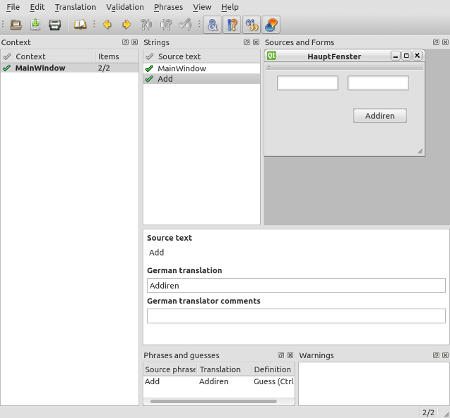 File Edit Translation Validation Phrases View Help
Context
Context Items
MainWindow 2/2
Strings
Source text
MainWindow
Add
Sources and Forms
HauptFenster
Addiren
Source text
Add
German translation
Addiren
German translator comments
Phrases and guesses
Source phrase Translation Definition
Add Addiren Guess (Ctrl
Warnings
2/2